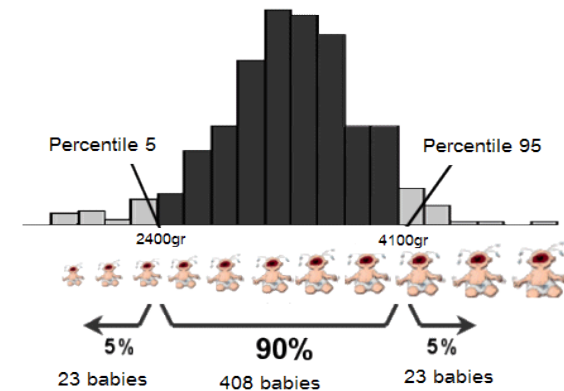 Percentile 5
Percentile 95
2400gr
4100gr
5%
90%
5%
23 babies
408 babies
23 babies